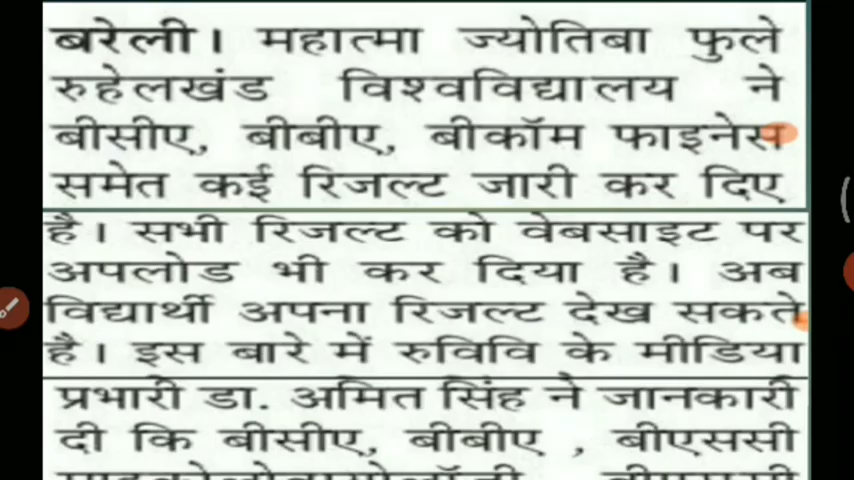 बरेली। महात्मा ज्योतिबा फुले
रुहेलखंड विश्वविद्यालय ने
बीसीए, बीबीए, बीकॉम फाइनेस
समेत कई रिजल्ट जारी कर दिए
है। सभी रिजल्ट को वेबसाइट पर
अपलोड भी कर दिया है। अब
विद्यार्थी अपना रिजल्ट देख सकते
है। इस बारे में रुविवि के मीडिया
प्रभारी डा. अमित सिंह ने जानकारी
दी कि बीसीए, बीबीए , बीएससी